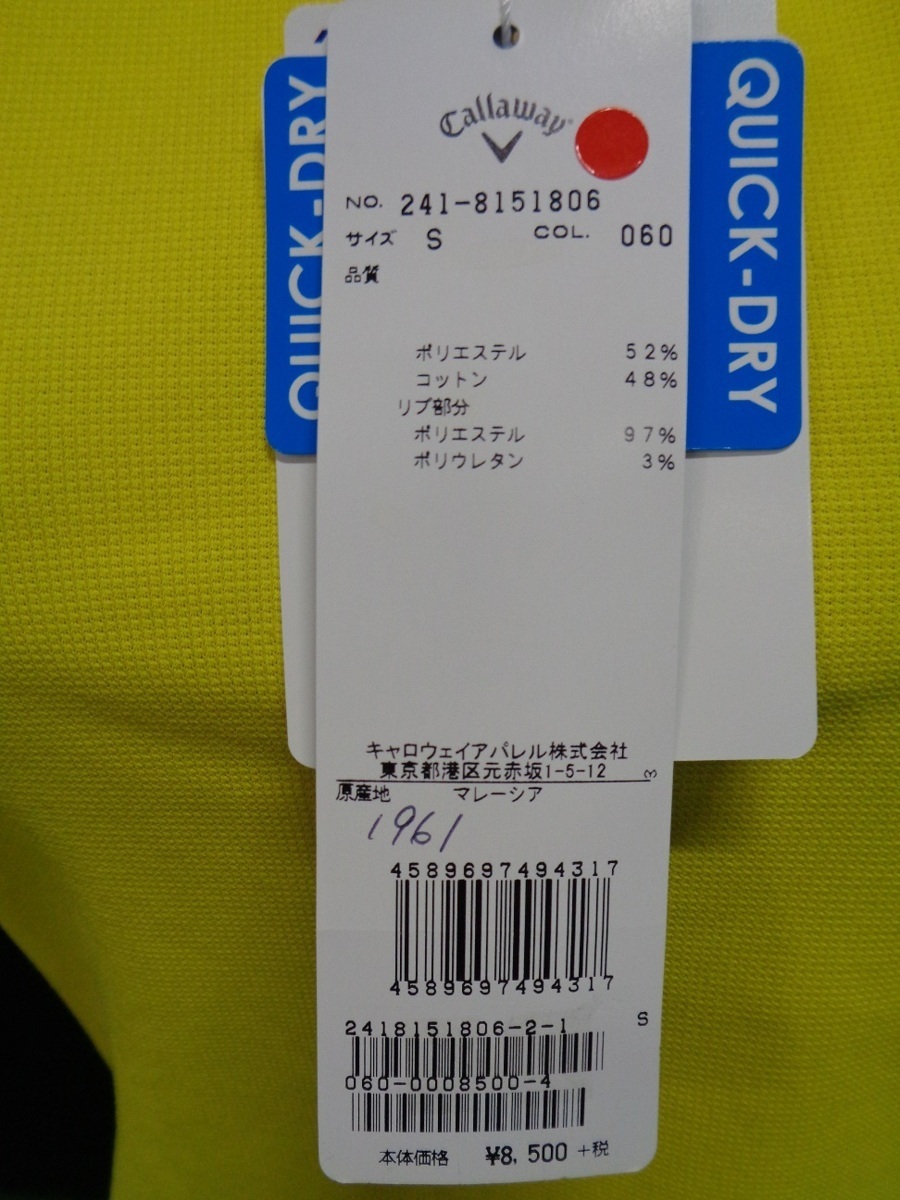 QUICK-DRY
QUICK-DRY
Callaway
NO. 241-8151806
サイズ S COL. 060
品質
ポリエステル 52%
コットン 48%
リブ部分
ポリエステル 97%
ポリウレタン 3%
キャロウェイアパレル株式会社
東京都港区元赤坂1-5-12 (3)
原産地 マレーシア
1961
4589697494317
4589697494317
2418151806-2-1 S
060-0008500-4
本体価格 ¥8,500 +税